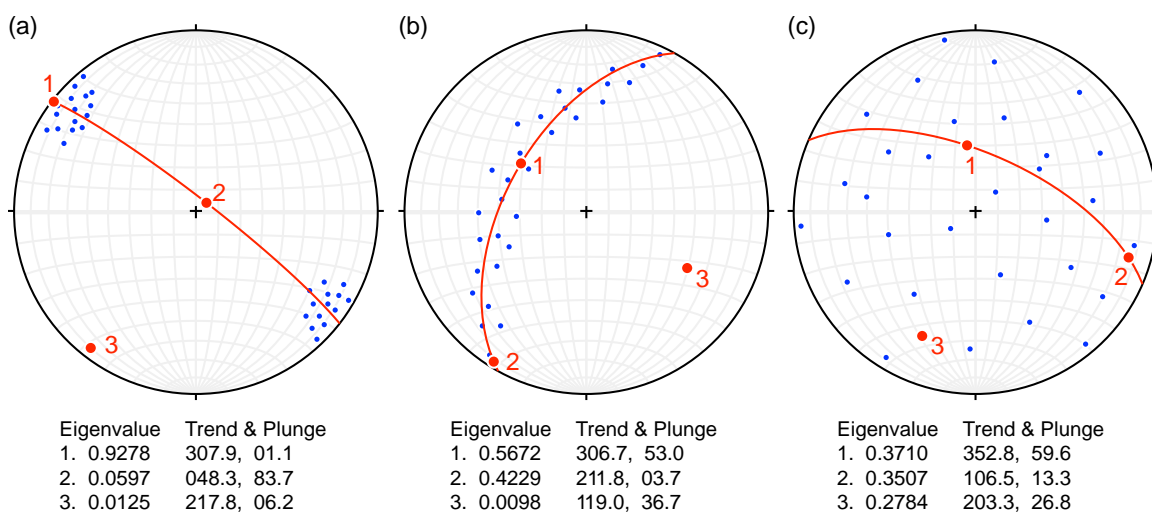 (a)
1
2
3
Eigenvalue Trend & Plunge
1. 0.9278 307.9, 01.1
2. 0.0597 048.3, 83.7
3. 0.0125 217.8, 06.2
(b)
1
2
3
Eigenvalue Trend & Plunge
1. 0.5672 306.7, 53.0
2. 0.4229 211.8, 03.7
3. 0.0098 119.0, 36.7
(c)
1
2
3
Eigenvalue Trend & Plunge
1. 0.3710 352.8, 59.6
2. 0.3507 106.5, 13.3
3. 0.2784 203.3, 26.8